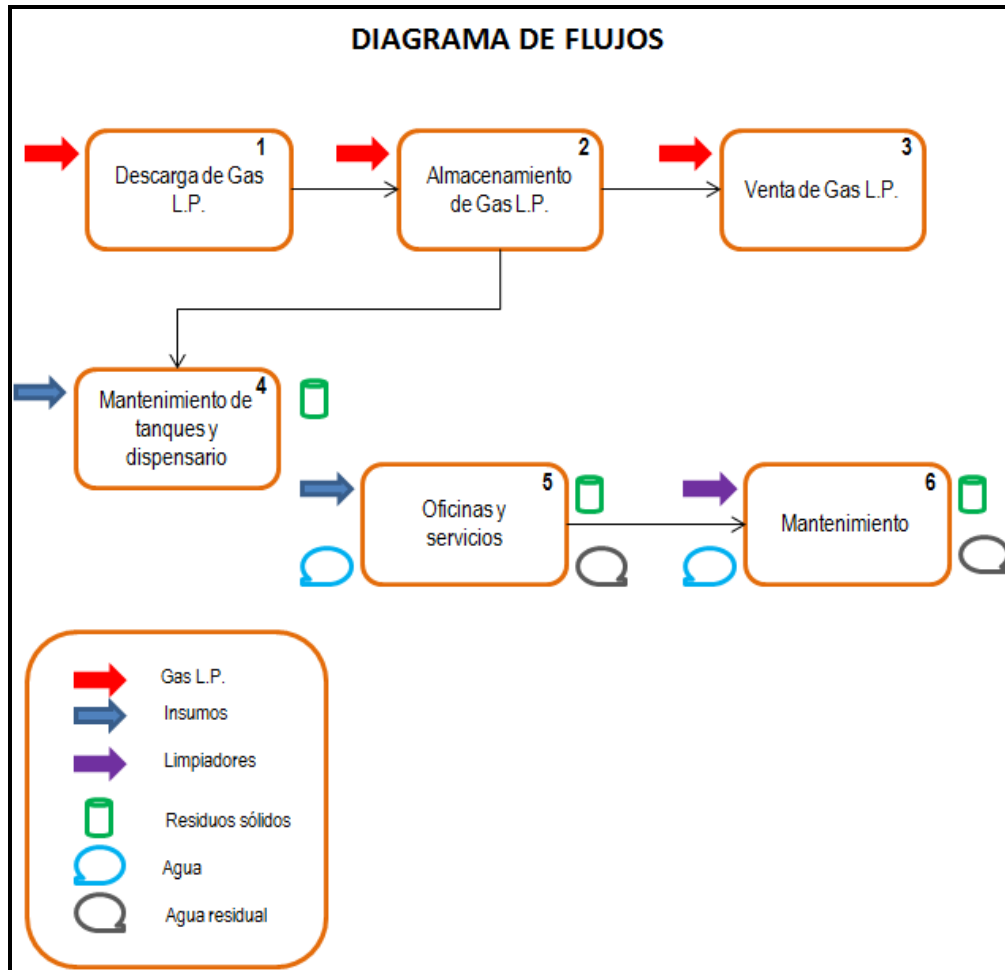 DIAGRAMA DE FLUJOS
1
Descarga de Gas
L.P.
2
Almacenamiento
de Gas L.P.
3
Venta de Gas L.P.
4
Mantenimiento de
tanques y
dispensario
5
Oficinas y
servicios
6
Mantenimiento
Gas L.P.
Insumos
Limpiadores
Residuos sólidos
Agua
Agua residual